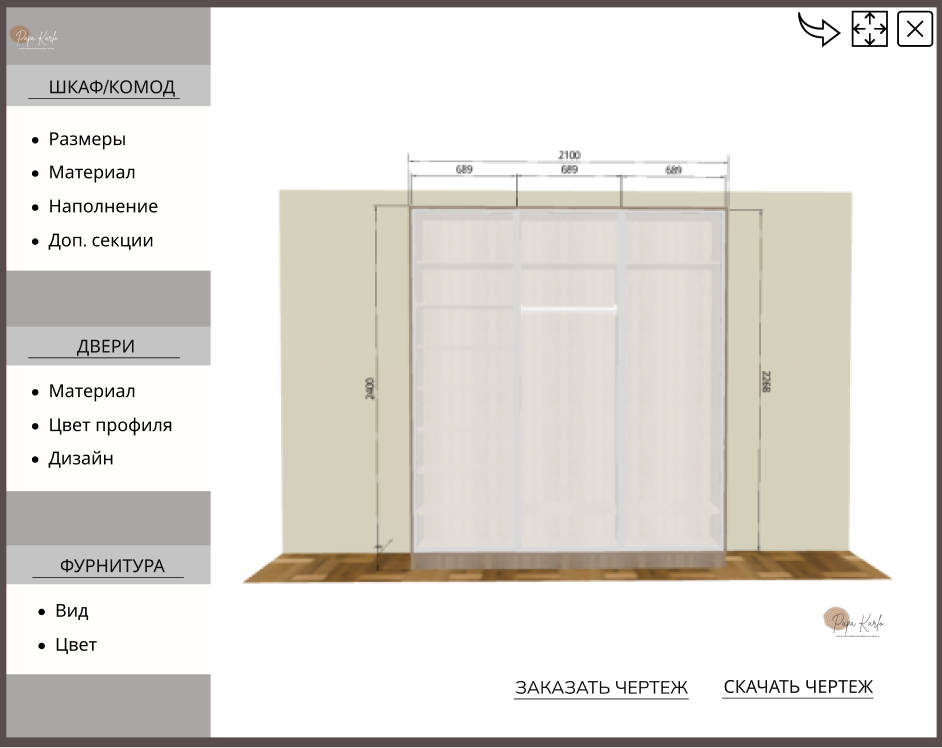 Papa Karlo
ШКАФ/КОМОД
Размеры
Материал
Наполнение
Доп. секции
ДВЕРИ
Материал
Цвет профиля
Дизайн
ФУРНИТУРА
Вид
Цвет
2100
689 689 689
2400
2268
Papa Karlo
ЗАКАЗАТЬ ЧЕРТЕЖ СКАЧАТЬ ЧЕРТЕЖ